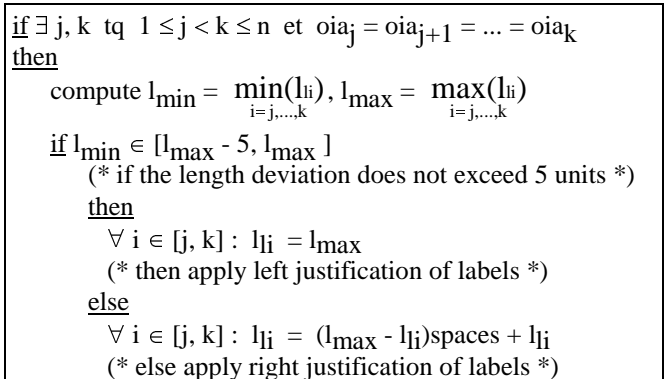 if ∃ j, k tq 1 ≤ j < k ≤ n et oiaj = oiaj+1 = ... = oiak
then
compute lmin = min(lli), lmax = max(lli)
i=j,...,k i=j,...,k
if lmin ∈ [lmax - 5, lmax ]
(* if the length deviation does not exceed 5 units *)
then
∀ i ∈ [j, k] : lli = lmax
(* then apply left justification of labels *)
else
∀ i ∈ [j, k] : lli = (lmax - lli)spaces + lli
(* else apply right justification of labels *)